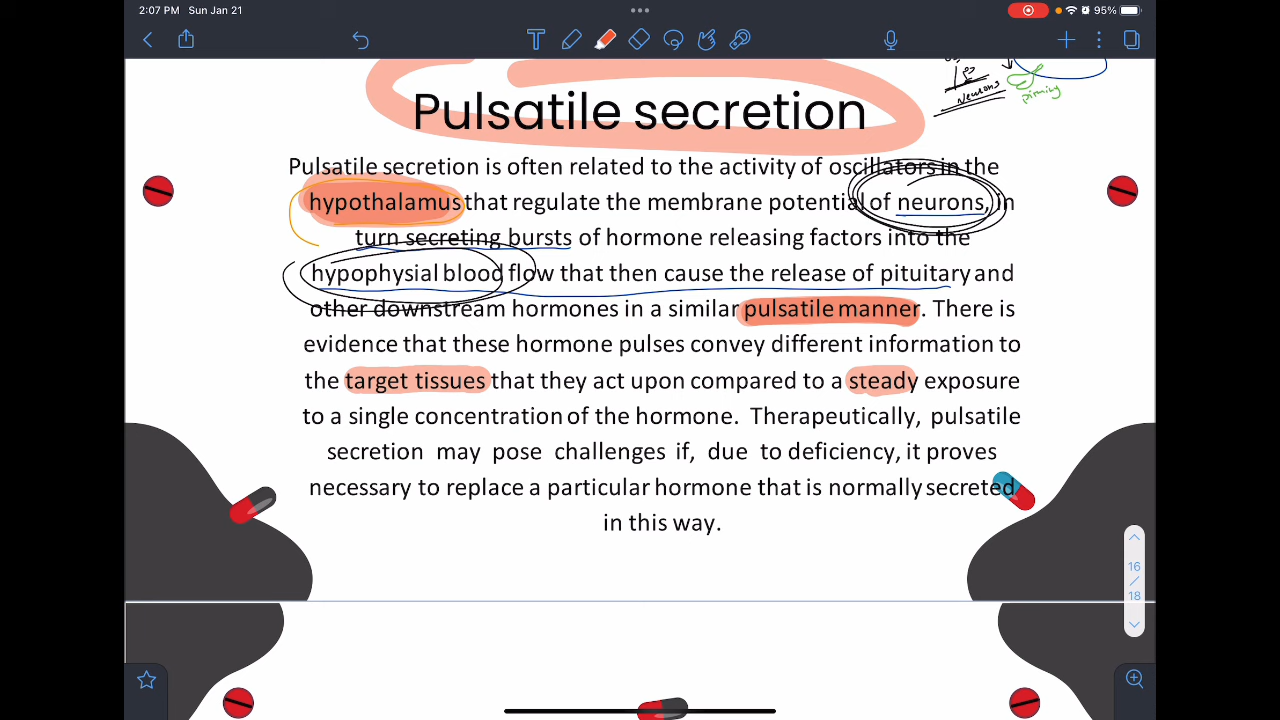 2:07 PM Sun Jan 21
95%
Neurons
priming
Pulsatile secretion
Pulsatile secretion is often related to the activity of oscillators in the
hypothalamus that regulate the membrane potential of neurons, in
turn secreting bursts of hormone releasing factors into the
hypophysial blood flow that then cause the release of pituitary and
other downstream hormones in a similar pulsatile manner. There is
evidence that these hormone pulses convey different information to
the target tissues that they act upon compared to a steady exposure
to a single concentration of the hormone. Therapeutically, pulsatile
secretion may pose challenges if, due to deficiency, it proves
necessary to replace a particular hormone that is normally secreted
in this way.
16
/
18